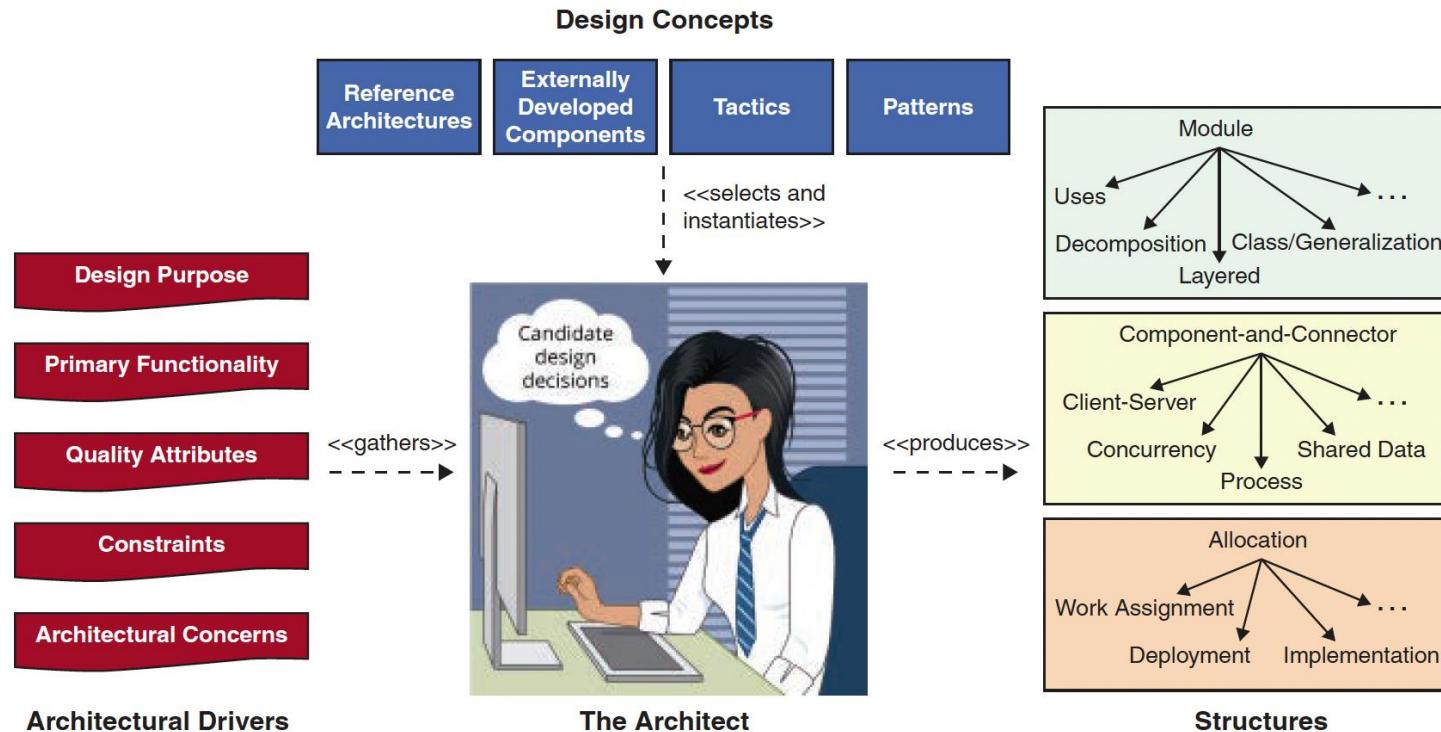 Design Concepts
Reference
Architectures
Externally
Developed
Components
Tactics
Patterns
<<selects and
instantiates>>
Design Purpose
Primary Functionality
Quality Attributes
Constraints
Architectural Concerns
Architectural Drivers
<<gathers>>
Candidate
design
decisions
The Architect
<<produces>>
Module
Uses
...
Decomposition
Class/Generalization
Layered
Component-and-Connector
Client-Server
...
Concurrency
Shared Data
Process
Allocation
Work Assignment
...
Deployment
Implementation
Structures